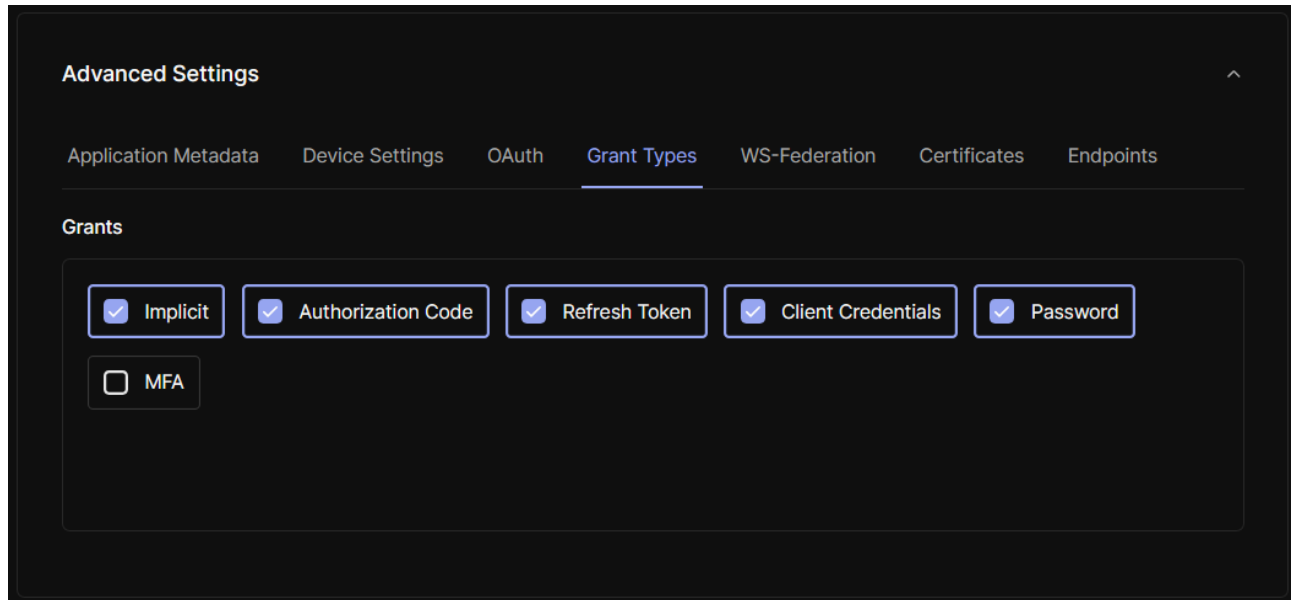 Advanced Settings
Application Metadata Device Settings OAuth Grant Types WS-Federation Certificates Endpoints
Grants
Implicit Authorization Code Refresh Token Client Credentials Password
MFA